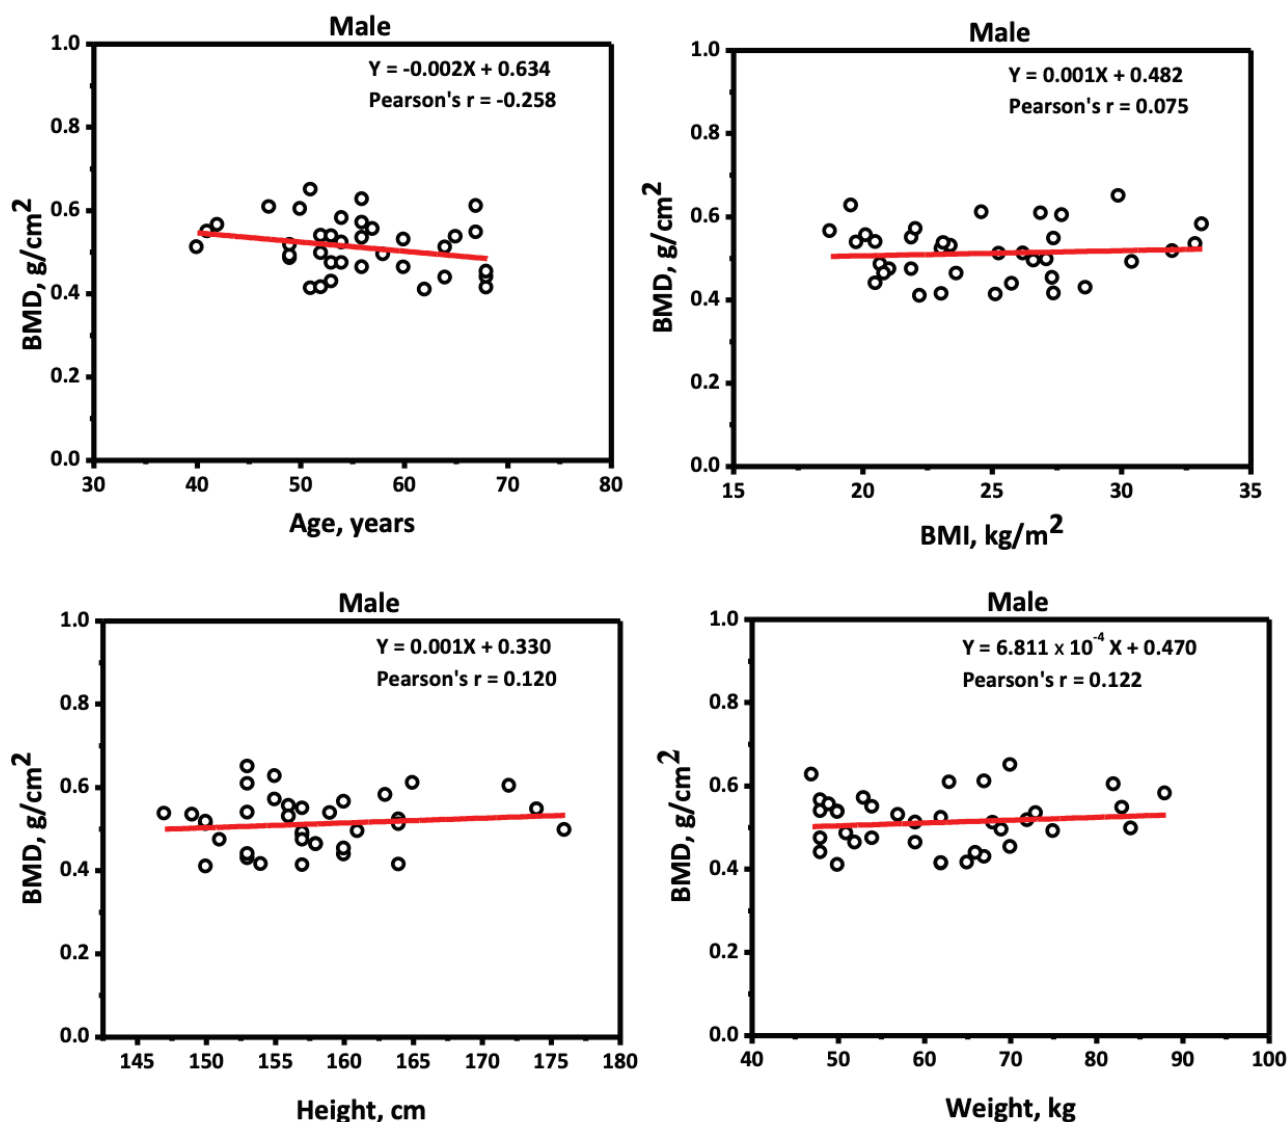 Male
Y = -0.002X + 0.634
Pearson's r = -0.258
BMD, g/cm²
1.0
0.8
0.6
0.4
0.2
0.0
30 40 50 60 70 80
Age, years
Male
Y = 0.001X + 0.482
Pearson's r = 0.075
BMD, g/cm²
1.0
0.8
0.6
0.4
0.2
0.0
15 20 25 30 35
BMI, kg/m²
Male
Y = 0.001X + 0.330
Pearson's r = 0.120
BMD, g/cm²
1.0
0.8
0.6
0.4
0.2
0.0
145 150 155 160 165 170 175 180
Height, cm
Male
Y = 6.811 x 10⁻⁴ X + 0.470
Pearson's r = 0.122
BMD, g/cm²
1.0
0.8
0.6
0.4
0.2
0.0
40 50 60 70 80 90 100
Weight, kg